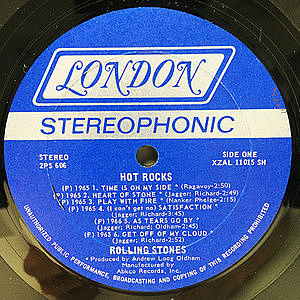 LONDON
STEREOPHONIC
STEREO
2PS 606
SIDE ONE
XZAL 11015 SH
HOT ROCKS
(P) 1965 1. TIME IS ON MY SIDE * (Ragavoy-2:50)
(P) 1965 2. HEART OF STONE * (Jagger; Richard-2:49)
(P) 1965 3. PLAY WITH FIRE * (Nanker Phelge-2:15)
(P) 1965 4. (I can't get no) SATISFACTION *
(Jagger; Richard-3:45)
(P) 1966 5. AS TEARS GO BY *
(Jagger; Richard; Oldham-2:45)
(P) 1965 6. GET OFF OF MY CLOUD *
(Jagger; Richard-2:55)
ROLLING STONES
* Produced by Andrew Loog Oldham
Manufactured by
Abkco Records, Inc.
UNAUTHORIZED PUBLIC PERFORMANCE, BROADCASTING AND COPYING OF THIS RECORD PROHIBITED